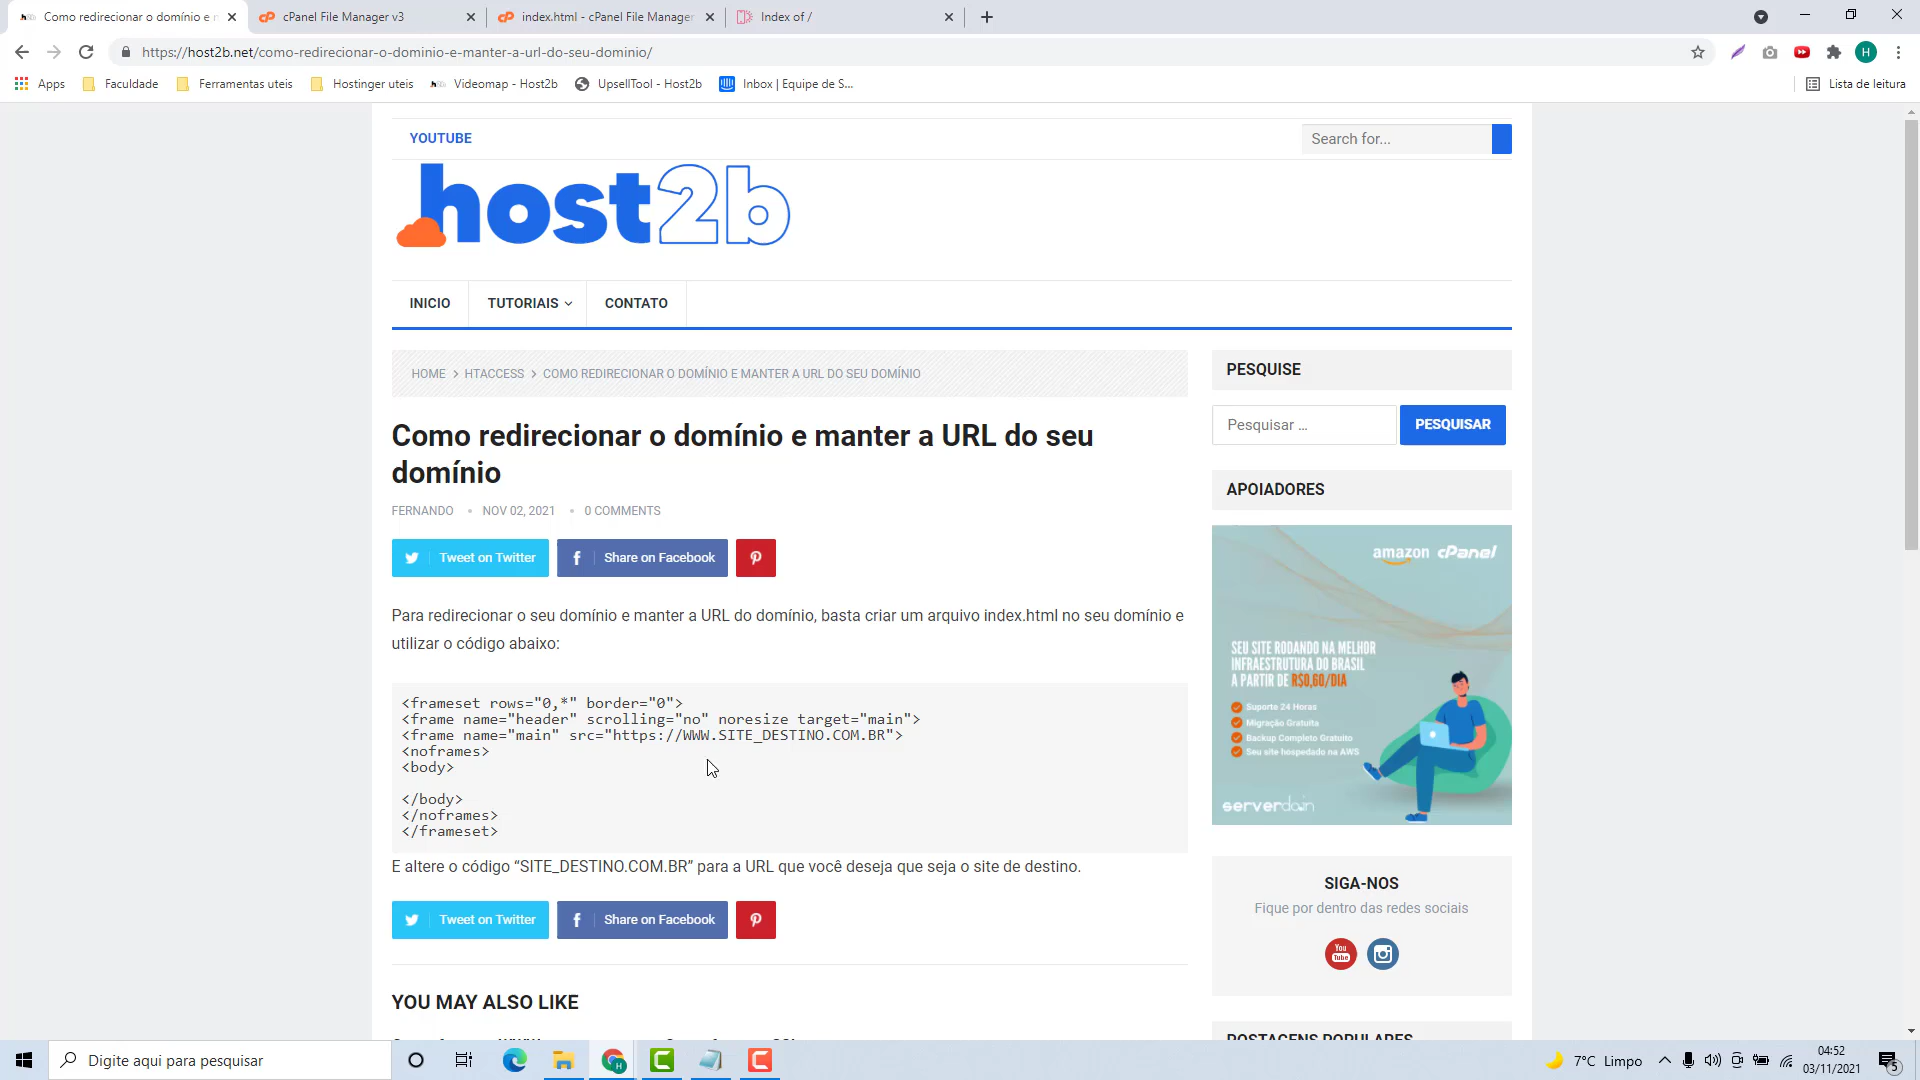 Como redirecionar o domínio e
cPanel File Manager v3
index.html - cPanel File Manager
Index of /
https://host2b.net/como-redirecionar-o-dominio-e-manter-a-url-do-seu-dominio/
H
Apps
Faculdade
Ferramentas uteis
Hostinger uteis
Videomap - Host2b
UpsellTool - Host2b
Inbox | Equipe de S...
Lista de leitura
YOUTUBE
Search for...
host2b
INICIO
TUTORIAIS
CONTATO
HOME > HTACCESS > COMO REDIRECIONAR O DOMÍNIO E MANTER A URL DO SEU DOMÍNIO
Como redirecionar o domínio e manter a URL do seu
domínio
FERNANDO • NOV 02, 2021 • 0 COMMENTS
Tweet on Twitter
Share on Facebook
Para redirecionar o seu domínio e manter a URL do domínio, basta criar um arquivo index.html no seu domínio e
utilizar o código abaixo:
<frameset rows="0,*" border="0">
<frame name="header" scrolling="no" noresize target="main">
<frame name="main" src="https://WWW.SITE_DESTINO.COM.BR">
<noframes>
<body>
</body>
</noframes>
</frameset>
E altere o código “SITE_DESTINO.COM.BR” para a URL que você deseja que seja o site de destino.
Tweet on Twitter
Share on Facebook
YOU MAY ALSO LIKE
PESQUISE
Pesquisar …
PESQUISAR
APOIADORES
amazon cPanel
SEU SITE RODANDO NA MELHOR
INFRAESTRUTURA DO BRASIL
A PARTIR DE R$0,60/DIA
Suporte 24 Horas
Migração Gratuita
Backup Completo Gratuito
Seu site hospedado na AWS
serverdoin
SIGA-NOS
Fique por dentro das redes sociais
You
Tube
POSTAGENS POPULARES
Digite aqui para pesquisar
7°C Limpo
04:52
03/11/2021
5